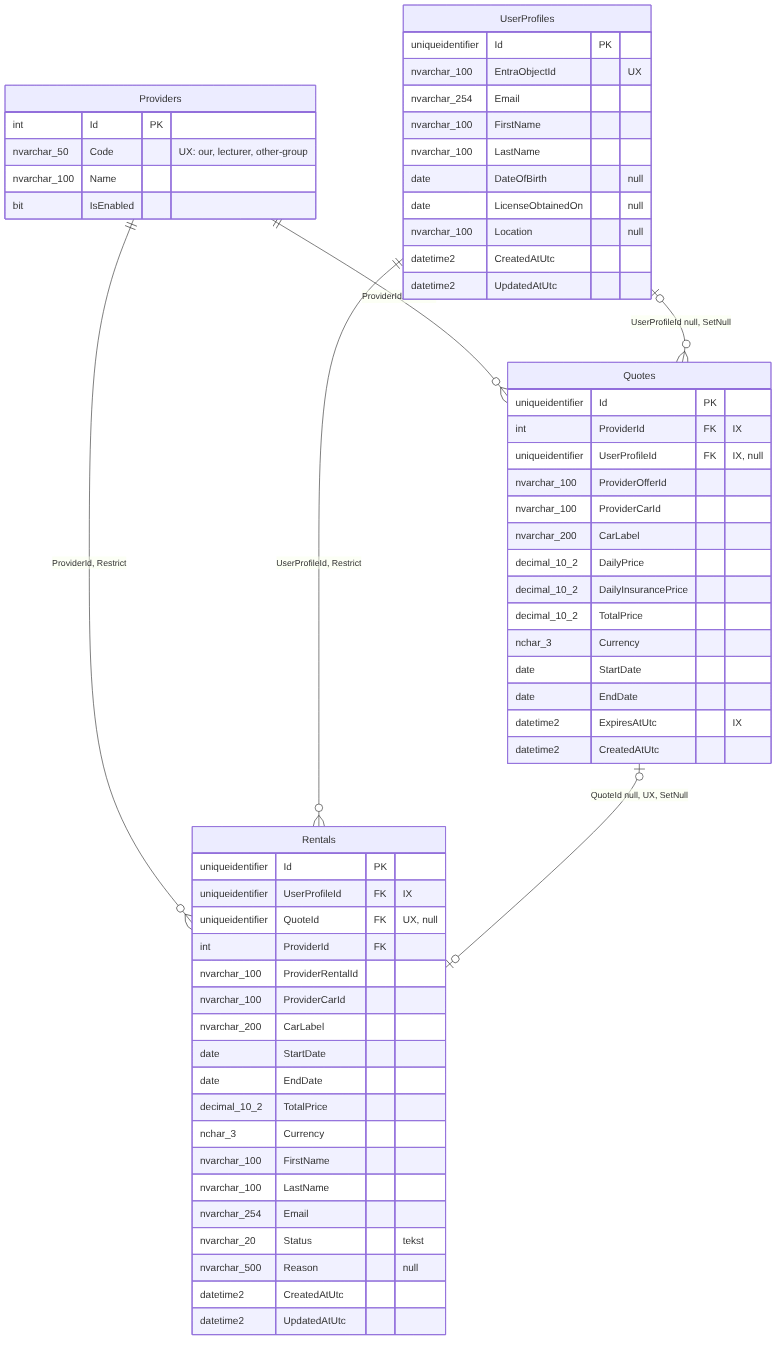 UserProfiles
uniqueidentifier Id PK
nvarchar_100 EntraObjectId UX
nvarchar_254 Email
nvarchar_100 FirstName
nvarchar_100 LastName
date DateOfBirth null
date LicenseObtainedOn null
nvarchar_100 Location null
datetime2 CreatedAtUtc
datetime2 UpdatedAtUtc
Providers
int Id PK
nvarchar_50 Code UX: our, lecturer, other-group
nvarchar_100 Name
bit IsEnabled
ProviderId
UserProfileId null, SetNull
Quotes
uniqueidentifier Id PK
int ProviderId FK IX
uniqueidentifier UserProfileId FK IX, null
nvarchar_100 ProviderOfferId
nvarchar_100 ProviderCarId
nvarchar_200 CarLabel
decimal_10_2 DailyPrice
decimal_10_2 DailyInsurancePrice
decimal_10_2 TotalPrice
nchar_3 Currency
date StartDate
date EndDate
datetime2 ExpiresAtUtc IX
datetime2 CreatedAtUtc
ProviderId, Restrict
UserProfileId, Restrict
QuoteId null, UX, SetNull
Rentals
uniqueidentifier Id PK
uniqueidentifier UserProfileId FK IX
uniqueidentifier QuoteId FK UX, null
int ProviderId FK
nvarchar_100 ProviderRentalId
nvarchar_100 ProviderCarId
nvarchar_200 CarLabel
date StartDate
date EndDate
decimal_10_2 TotalPrice
nchar_3 Currency
nvarchar_100 FirstName
nvarchar_100 LastName
nvarchar_254 Email
nvarchar_20 Status tekst
nvarchar_500 Reason null
datetime2 CreatedAtUtc
datetime2 UpdatedAtUtc